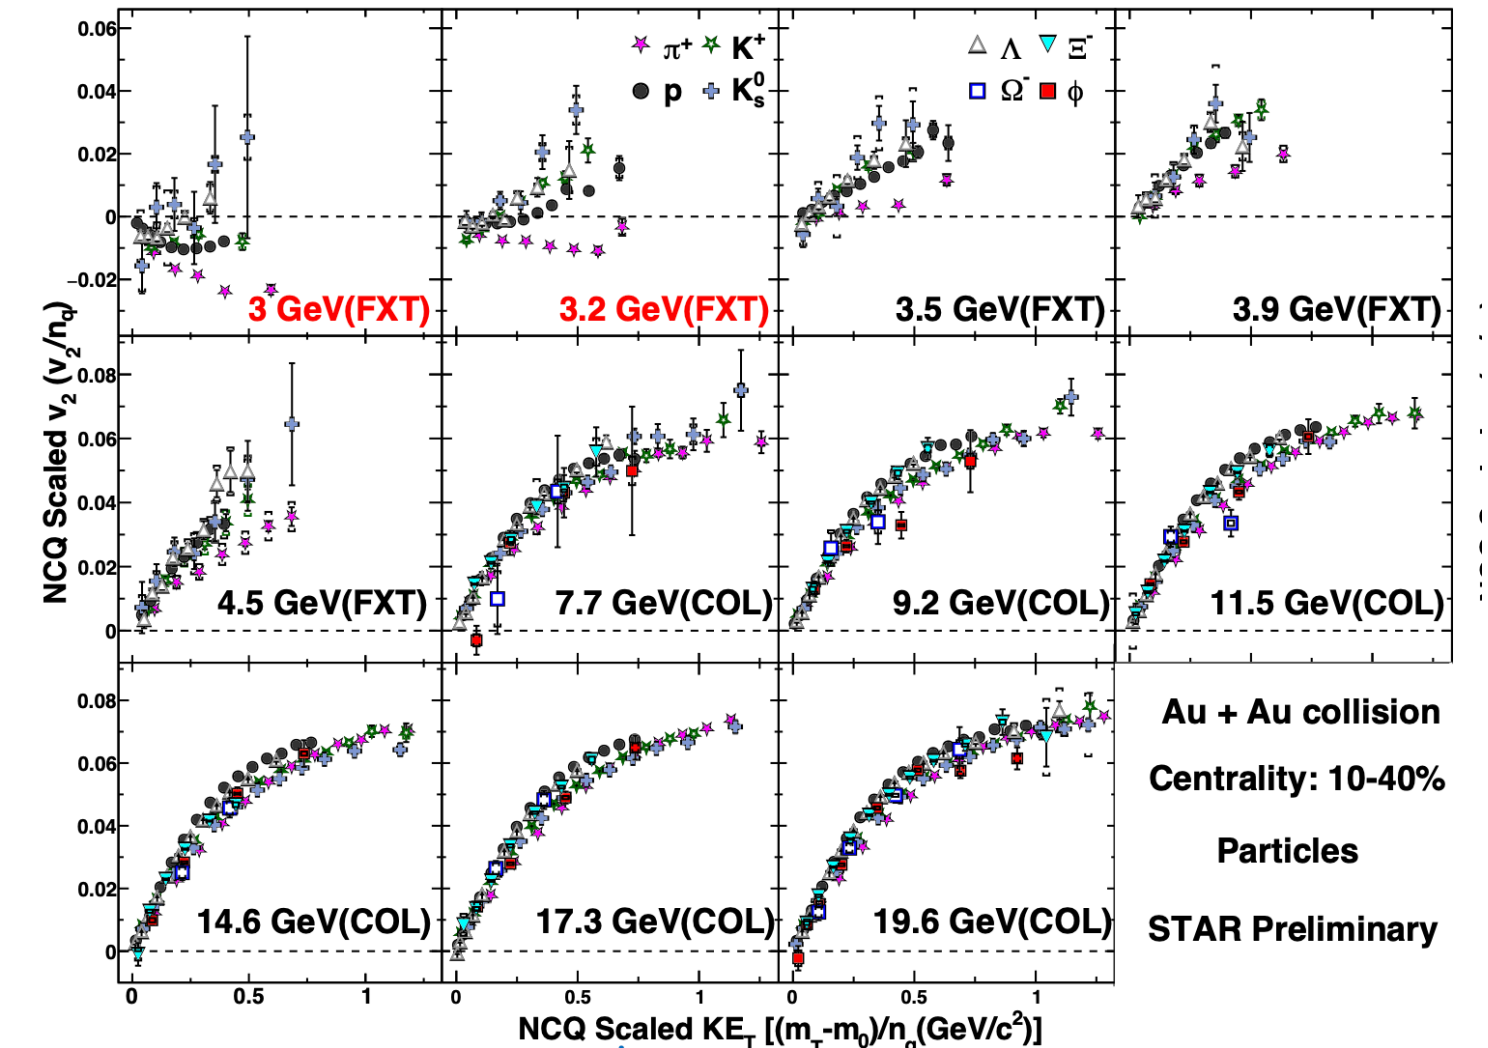 0.06
0.04
0.02
0
−0.02
π+ K+
p K0s
Λ Ξ-
Ω- ϕ
3 GeV(FXT)
3.2 GeV(FXT)
3.5 GeV(FXT)
3.9 GeV(FXT)
NCQ Scaled v2 (v2/nq)
0.08
0.06
0.04
0.02
0
4.5 GeV(FXT)
7.7 GeV(COL)
9.2 GeV(COL)
11.5 GeV(COL)
0.08
0.06
0.04
0.02
0
14.6 GeV(COL)
17.3 GeV(COL)
19.6 GeV(COL)
Au + Au collision
Centrality: 10-40%
Particles
STAR Preliminary
0 0.5 1 0 0.5 1 0 0.5 1
NCQ Scaled KET [(mT-m0)/nq(GeV/c2)]